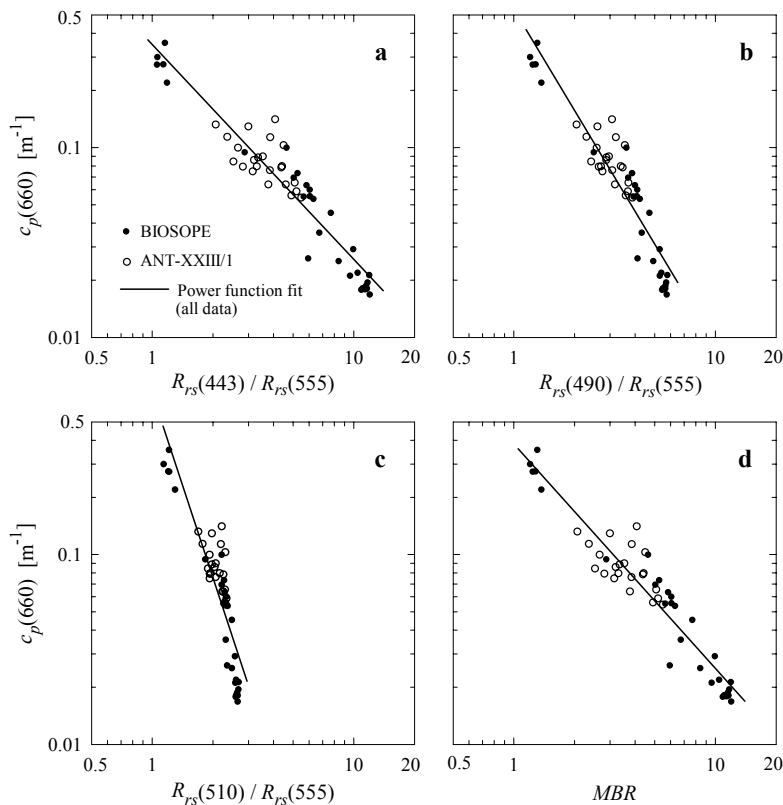 0.5
a
c_p(660) [m^-1]
0.1
● BIOSOPE
○ ANT-XXIII/1
Power function fit
(all data)
0.01
0.5 1 10 20
R_rs(443) / R_rs(555)
b
0.5 1 10 20
R_rs(490) / R_rs(555)
0.5
c
c_p(660) [m^-1]
0.1
0.01
0.5 1 10 20
R_rs(510) / R_rs(555)
d
0.5 1 10 20
MBR